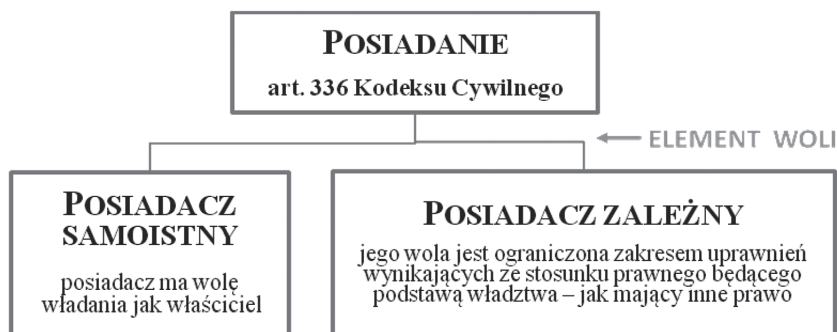 POSIADANIE
art. 336 Kodeksu Cywilnego
ELEMENT WOLI
POSIADACZ
SAMOISTNY
posiadacz ma wolę
władania jak właściciel
POSIADACZ ZALEŻNY
jego wola jest ograniczona zakresem uprawnień
wynikających ze stosunku prawnego będącego
podstawą władztwa – jak mający inne prawo